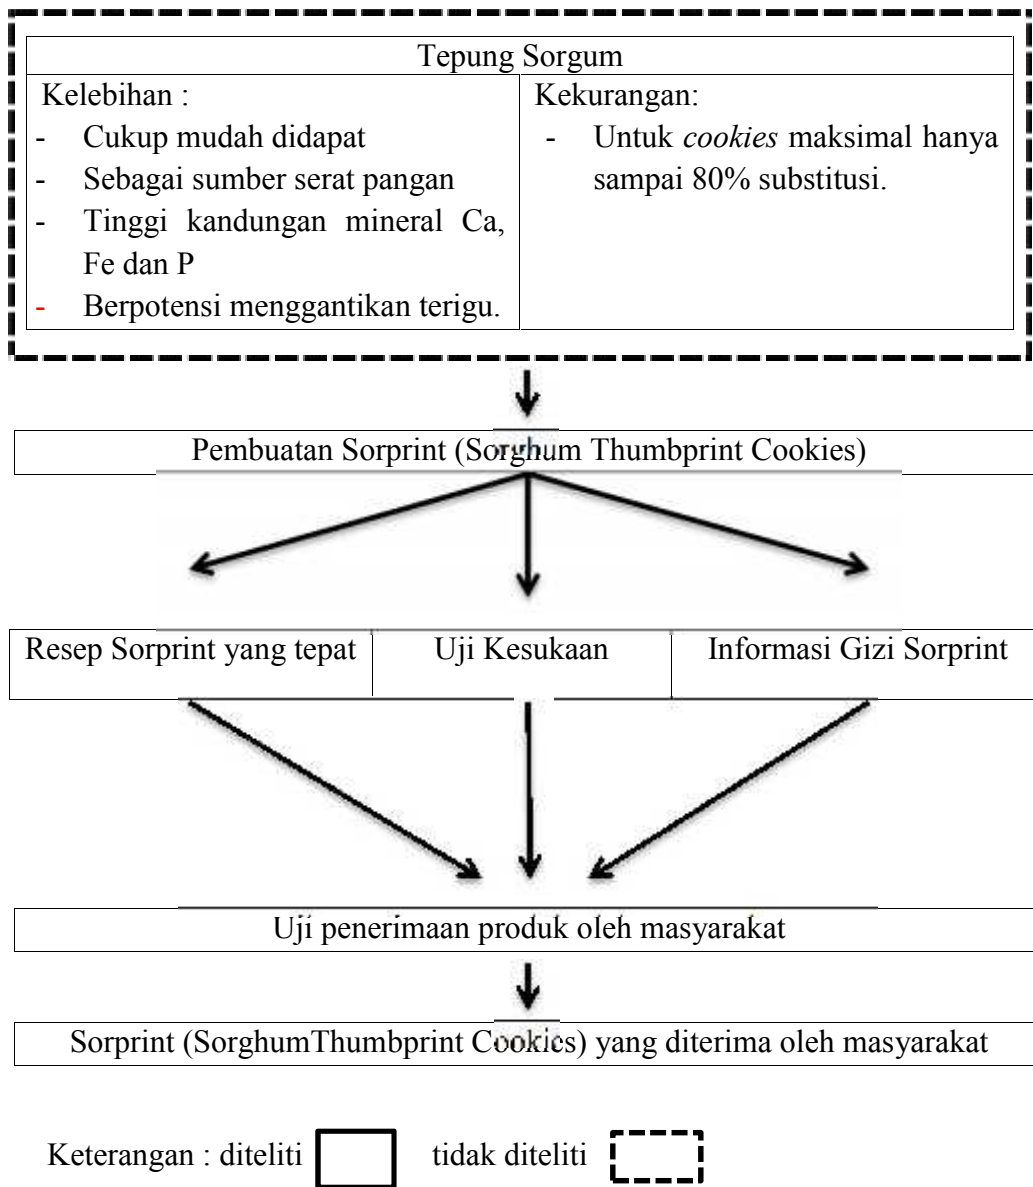 Tepung Sorgum
Kelebihan :
- Cukup mudah didapat
- Sebagai sumber serat pangan
- Tinggi kandungan mineral Ca,
Fe dan P
- Berpotensi menggantikan terigu.
Kekurangan:
- Untuk cookies maksimal hanya
sampai 80% substitusi.
Pembuatan Sorprint (Sorghum Thumbprint Cookies)
Resep Sorprint yang tepat
Uji Kesukaan
Informasi Gizi Sorprint
Uji penerimaan produk oleh masyarakat
Sorprint (SorghumThumbprint Cookies) yang diterima oleh masyarakat
Keterangan : diteliti tidak diteliti